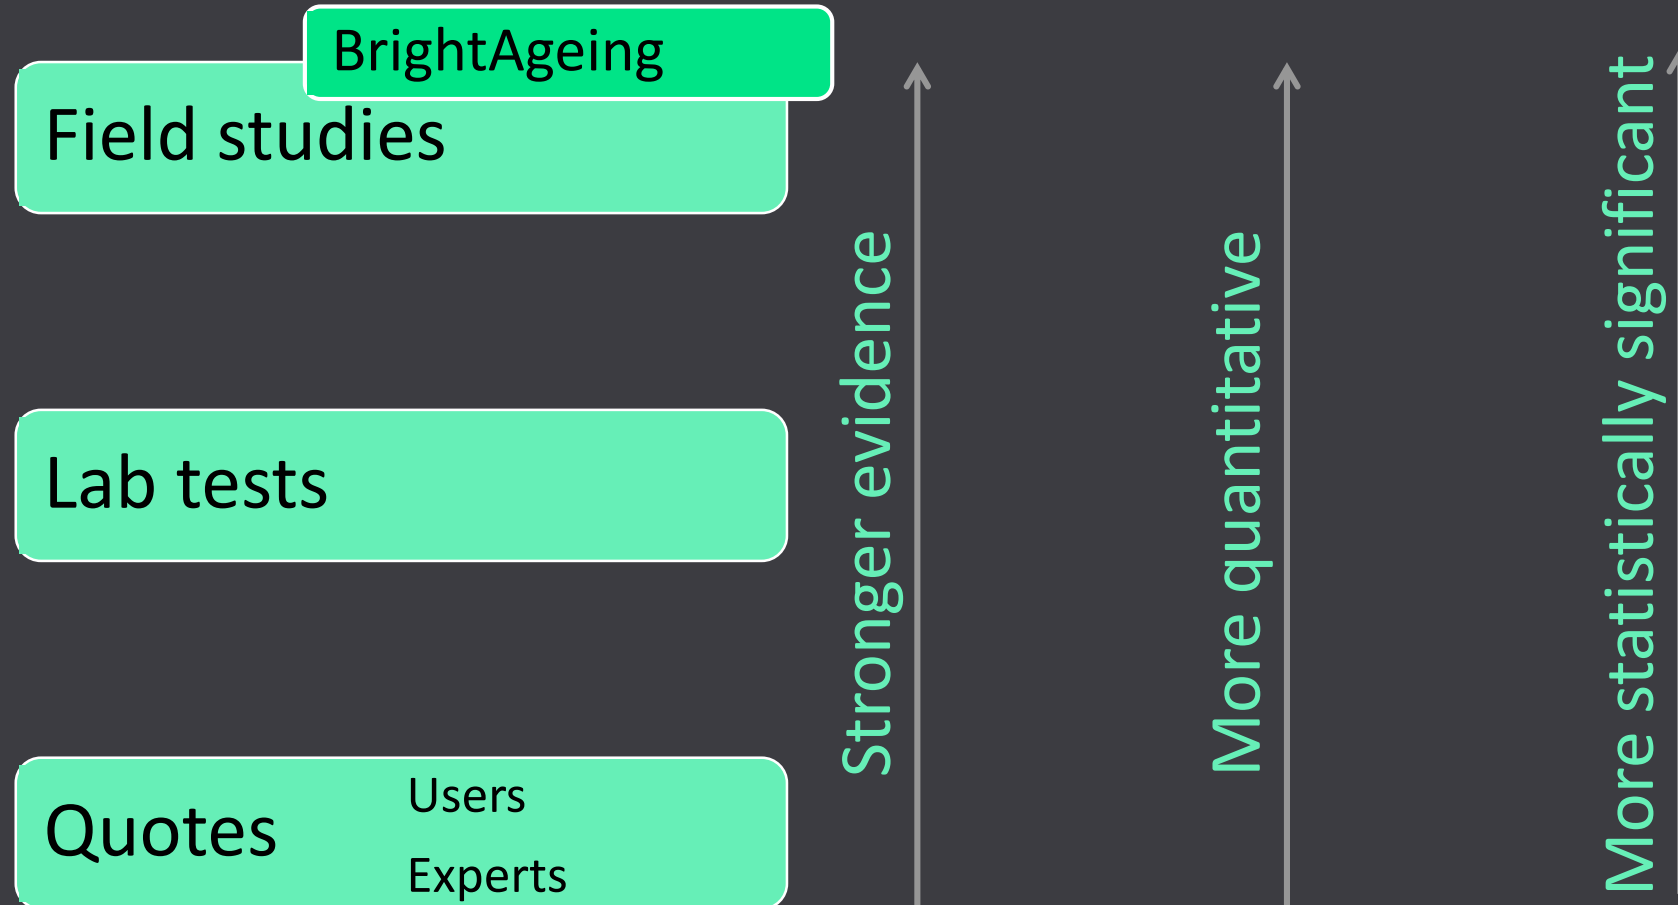 BrightAgeing
Field studies
Lab tests
Quotes
Users
Experts
Stronger evidence
More quantitative
More statistically significant